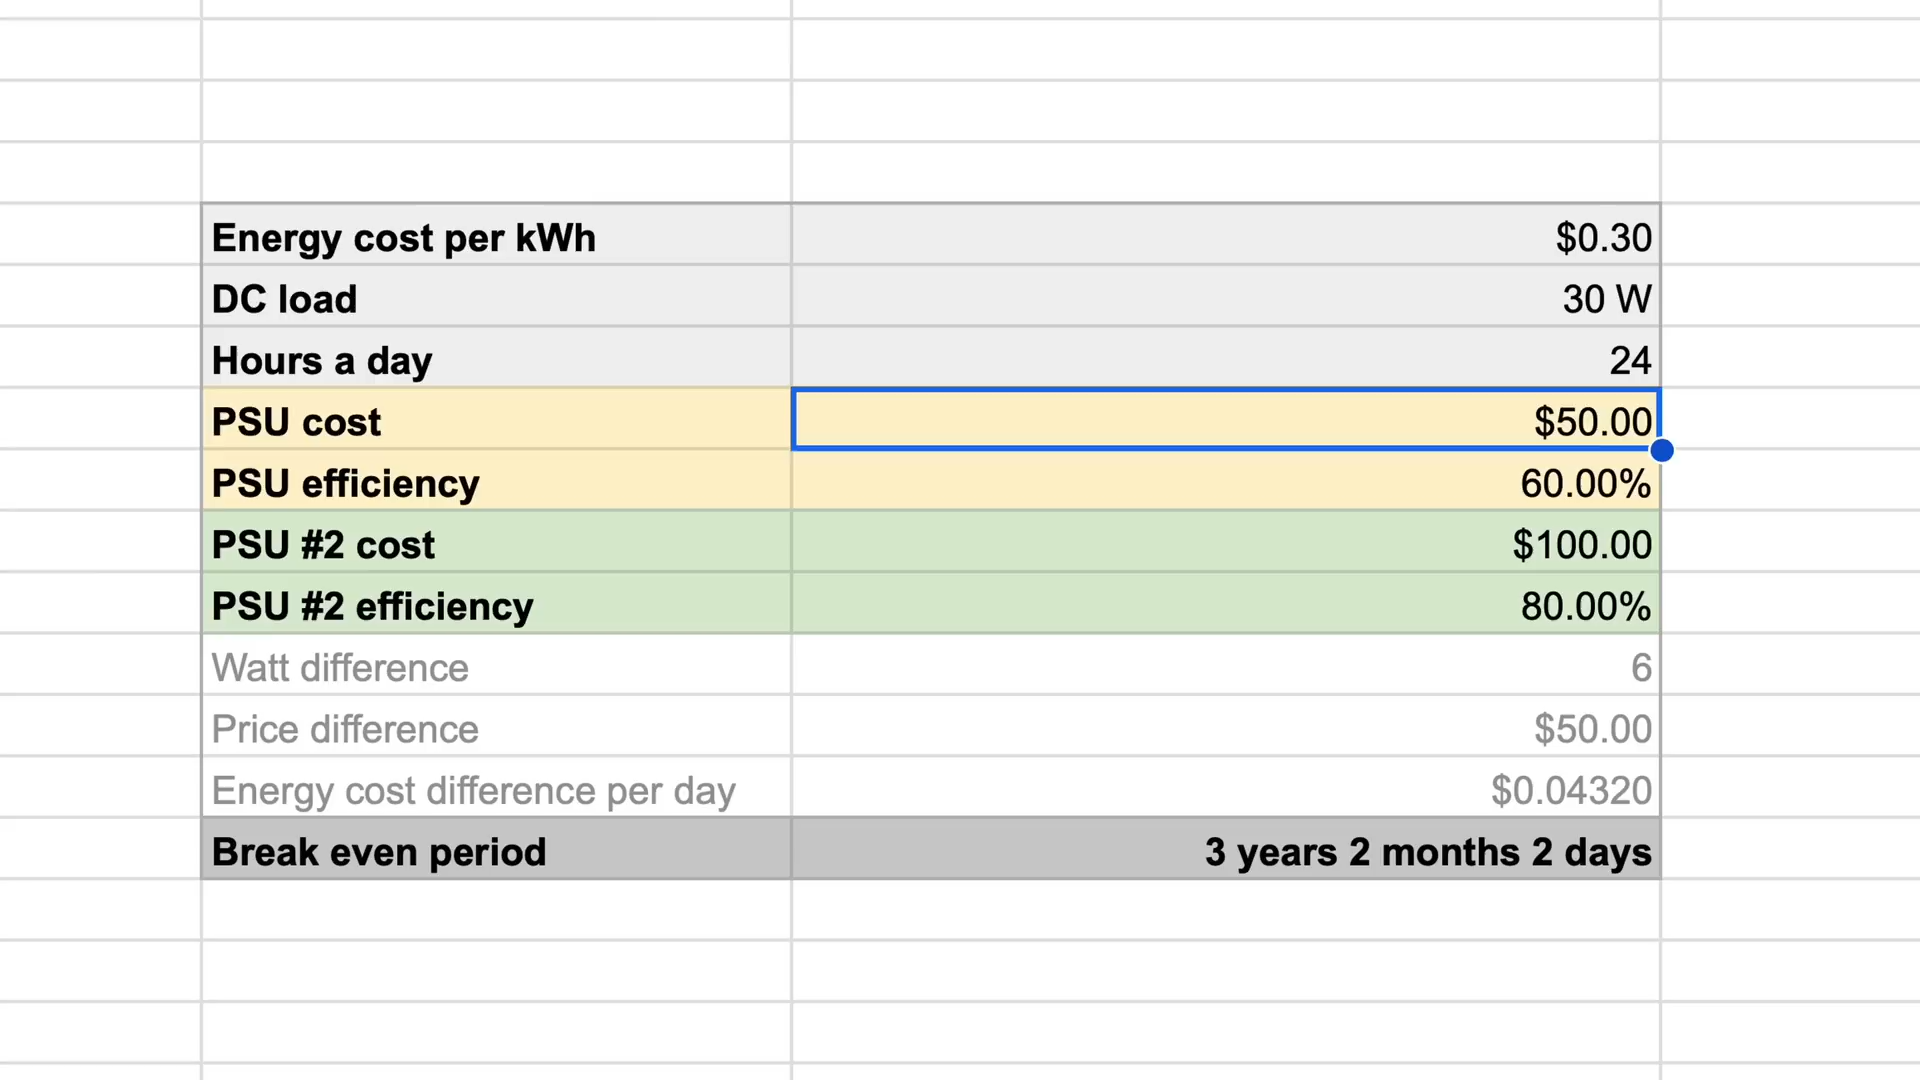 Energy cost per kWh $0.30
DC load 30 W
Hours a day 24
PSU cost $50.00
PSU efficiency 60.00%
PSU #2 cost $100.00
PSU #2 efficiency 80.00%
Watt difference 6
Price difference $50.00
Energy cost difference per day $0.04320
Break even period 3 years 2 months 2 days